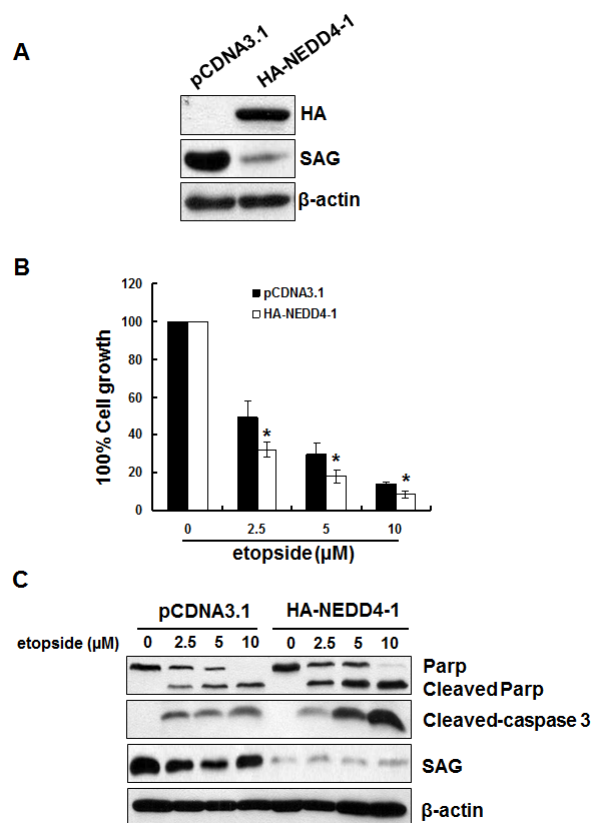 A
pCDNA3.1 HA-NEDD4-1
HA
SAG
β-actin
B
120
100
80
60
40
20
0
100% Cell growth
pCDNA3.1
HA-NEDD4-1
*
*
*
0 2.5 5 10
etopside (μM)
C
pCDNA3.1 HA-NEDD4-1
etopside (μM) 0 2.5 5 10 0 2.5 5 10
Parp
Cleaved Parp
Cleaved-caspase 3
SAG
β-actin